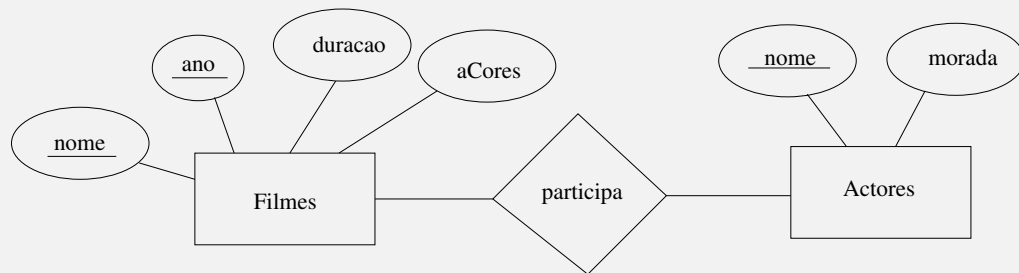 duracao
ano
aCores
nome
morada
nome
Filmes
participa
Actores